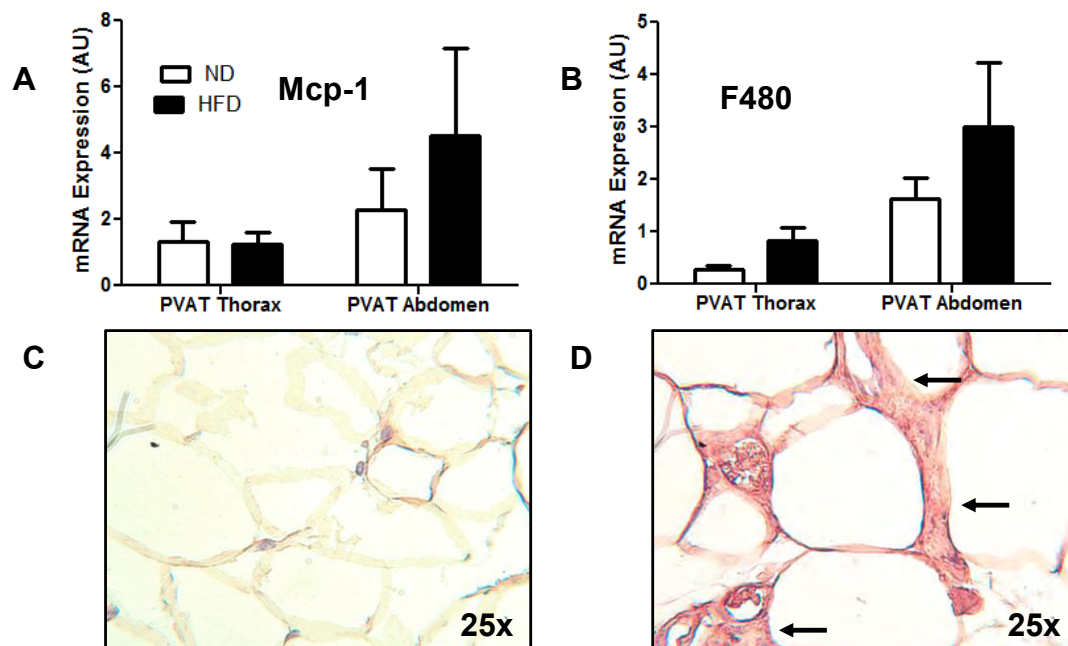 A
mRNA Expression (AU)
8
6
4
2
0
ND
HFD
Mcp-1
PVAT Thorax
PVAT Abdomen
B
mRNA Expresion (AU)
5
4
3
2
1
0
F480
PVAT Thorax
PVAT Abdomen
C
25x
D
25x